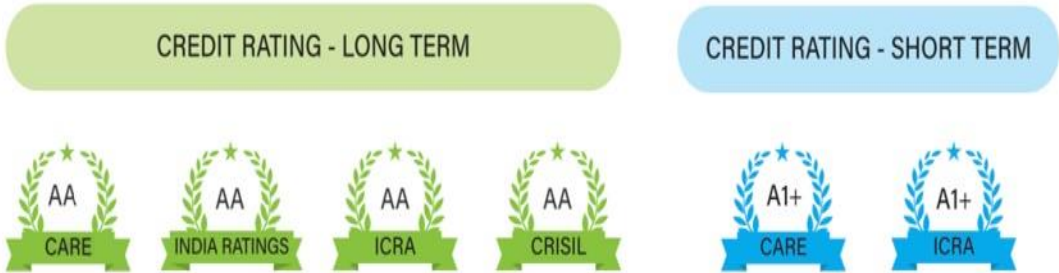 CREDIT RATING - LONG TERM
AA
CARE
AA
INDIA RATINGS
AA
ICRA
AA
CRISIL
CREDIT RATING - SHORT TERM
A1+
CARE
A1+
ICRA